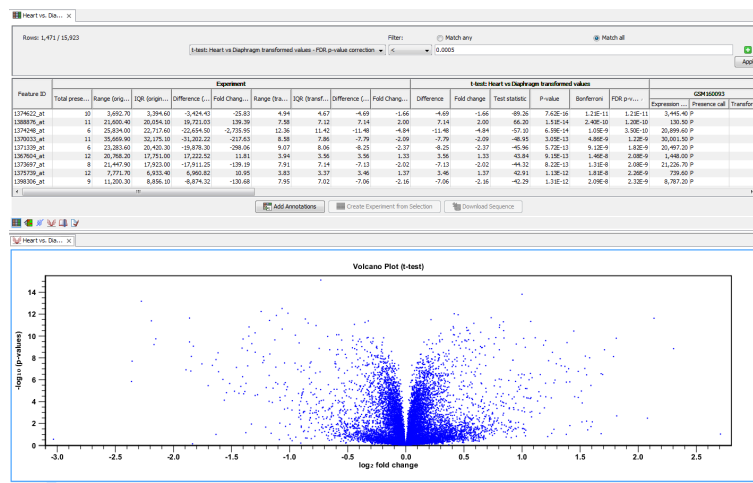 Heart vs. Dia... ×
Rows: 1,471 / 15,923
Filter: Match any Match all
t-test: Heart vs Diaphragm transformed values - FDR p-value correction < 0.0005
Appl
Experiment t-test: Heart vs Diaphragm transformed values
GSM160093
Feature ID Total prese... Range (orig... IQR (origin... Difference (... Fold Chang... Range (tra... IQR (transf... Difference (... Fold Chang... Difference Fold change Test statistic P-value Bonferroni FDR p-v... Expression ... Presence call Transfor
1374622_at 10 3,692.70 3,394.60 -3,424.43 -25.83 4.94 4.67 -4.69 -1.66 -4.69 -1.66 -89.26 7.62E-16 1.21E-11 1.21E-11 3,445.40 P
1388876_at 11 21,600.40 20,054.10 19,771.03 139.39 7.58 7.12 7.14 2.00 7.14 2.00 66.20 1.51E-14 2.40E-10 1.20E-10 130.50 P
1374248_at 6 25,834.00 22,717.60 -22,654.50 -2,735.95 12.36 11.42 -11.48 -4.84 -11.48 -4.84 -57.10 6.59E-14 1.05E-9 3.50E-10 20,899.60 P
1370033_at 11 35,669.90 32,175.10 -31,202.22 -217.63 8.58 7.86 -7.79 -2.09 -7.79 -2.09 -48.95 3.05E-13 4.86E-9 1.22E-9 30,001.50 P
1371339_at 6 23,283.60 20,420.30 -19,878.30 -298.06 9.07 8.06 -8.25 -2.37 -8.25 -2.37 -45.96 5.72E-13 9.12E-9 1.82E-9 20,497.20 P
1367604_at 12 20,768.20 17,751.00 17,222.52 11.81 3.94 3.56 3.56 1.33 3.56 1.33 43.84 9.15E-13 1.46E-8 2.08E-9 1,448.00 P
1373697_at 8 21,447.90 17,923.00 -17,911.25 -139.19 7.91 7.14 -7.13 -2.02 -7.13 -2.02 -44.32 8.22E-13 1.31E-8 2.08E-9 21,226.70 P
1375739_at 12 7,771.70 6,933.40 6,960.82 10.95 3.83 3.37 3.46 1.37 3.46 1.37 42.91 1.13E-12 1.81E-8 2.26E-9 739.60 P
1398306_at 9 11,200.30 8,856.10 -8,874.32 -130.68 7.95 7.02 -7.06 -2.16 -7.06 -2.16 -42.29 1.31E-12 2.09E-8 2.32E-9 8,787.20 P
Add Annotations Create Experiment from Selection Download Sequence
Heart vs. Dia... ×
Volcano Plot (t-test)
-log₁₀ (p-values)
14
12
10
8
6
4
2
0
-3.0 -2.5 -2.0 -1.5 -1.0 -0.5 0.0 0.5 1.0 1.5 2.0 2.5
log₂ fold change